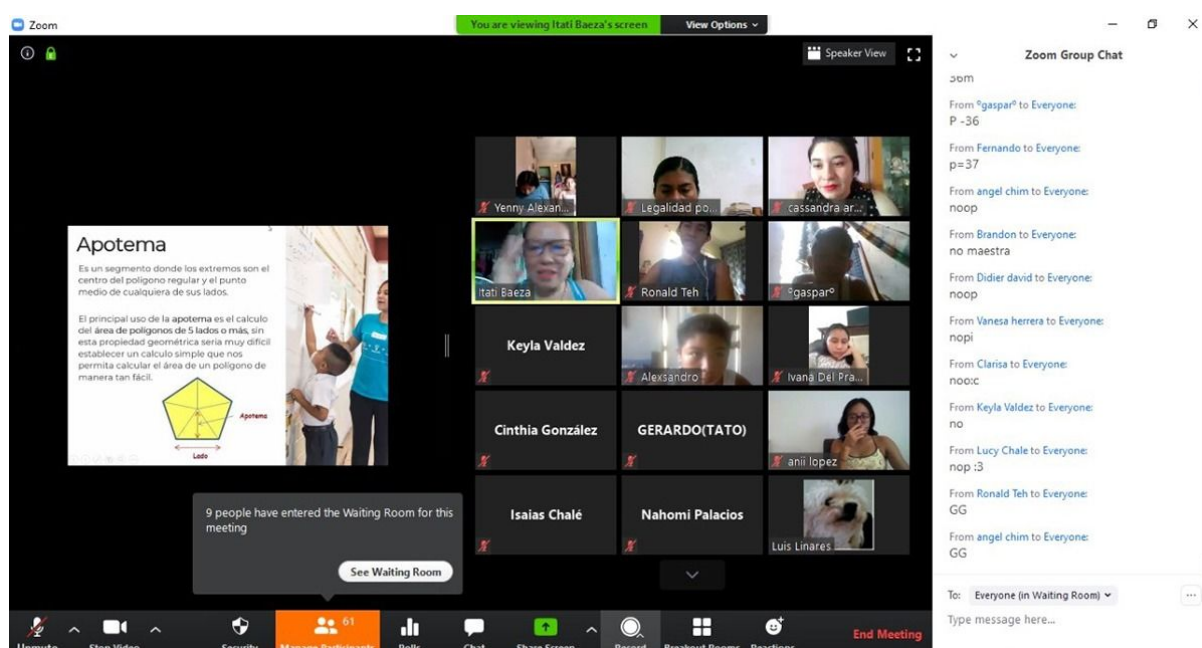 Zoom
You are viewing Itati Baeza's screen
View Options
Speaker View
Apotema
Es un segmento donde los extremos son el
centro del polígono regular y el punto
medio de cualquiera de sus lados.
El principal uso de la apotema es el calculo
del área de polígonos de 5 lados o más, sin
esta propiedad geométrica seria muy difícil
establecer un calculo simple que nos
permita calcular el área de un polígono de
manera tan fácil.
Apotema
Lado
Yenny Alexan...
Legalidad po...
cassandra ar...
Itati Baeza
Ronald Teh
ºgasparº
Keyla Valdez
Alexsandro
Ivana Del Pra...
Cinthia González
GERARDO(TATO)
anii lopez
Isaias Chalé
Nahomi Palacios
Luis Linares
9 people have entered the Waiting Room for this
meeting
See Waiting Room
Unmute
Stop Video
Security
Manage Participants
61
Polls
Chat
Share Screen
Record
Breakout Rooms
Reactions
End Meeting
Zoom Group Chat
36m
From ºgasparº to Everyone:
P -36
From Fernando to Everyone:
p=37
From angel chim to Everyone:
noop
From Brandon to Everyone:
no maestra
From Didier david to Everyone:
noop
From Vanesa herrera to Everyone:
nopi
From Clarisa to Everyone:
noo:c
From Keyla Valdez to Everyone:
no
From Lucy Chale to Everyone:
nop :3
From Ronald Teh to Everyone:
GG
From angel chim to Everyone:
GG
To: Everyone (in Waiting Room)
Type message here...